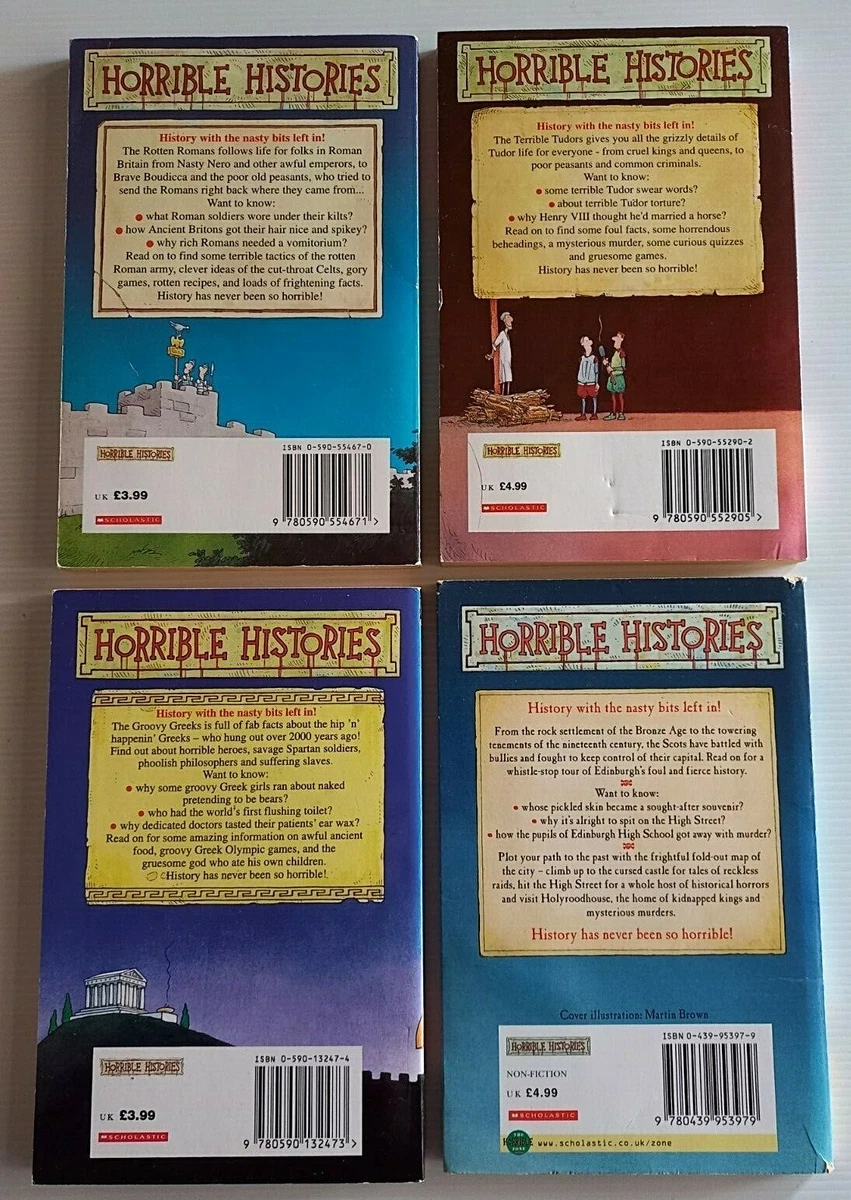 HORRIBLE HISTORIES
History with the nasty bits left in!
The Rotten Romans follows life for folks in Roman
Britain from Nasty Nero and other awful emperors, to
Brave Boudicca and the poor old peasants, who tried to
send the Romans right back where they came from...
Want to know:
• what Roman soldiers wore under their kilts?
• how Ancient Britons got their hair nice and spikey?
• why rich Romans needed a vomitorium?
Read on to find some terrible tactics of the rotten
Roman army, clever ideas of the cut-throat Celts, gory
games, rotten recipes, and loads of frightening facts.
History has never been so horrible!
HORRIBLE HISTORIES
UK £3.99
SCHOLASTIC
ISBN 0-590-55467-0
9 780590 554671 >
HORRIBLE HISTORIES
History with the nasty bits left in!
The Terrible Tudors gives you all the grizzly details of
Tudor life for everyone - from cruel kings and queens, to
poor peasants and common criminals.
Want to know:
• some terrible Tudor swear words?
• about terrible Tudor torture?
• why Henry VIII thought he'd married a horse?
Read on to find some foul facts, some horrendous
beheadings, a mysterious murder, some curious quizzes
and gruesome games.
History has never been so horrible!
HORRIBLE HISTORIES
UK £4.99
SCHOLASTIC
ISBN 0-590-55290-2
9 780590 552905 >
HORRIBLE HISTORIES
History with the nasty bits left in!
The Groovy Greeks is full of fab facts about the hip 'n'
happenin' Greeks – who hung out over 2000 years ago!
Find out about horrible heroes, savage Spartan soldiers,
phoolish philosophers and suffering slaves.
Want to know:
• why some groovy Greek girls ran about naked
pretending to be bears?
• who had the world's first flushing toilet?
• why dedicated doctors tasted their patients' ear wax?
Read on for some amazing information on awful ancient
food, groovy Greek Olympic games, and the
gruesome god who ate his own children.
History has never been so horrible!
HORRIBLE HISTORIES
UK £3.99
SCHOLASTIC
ISBN 0-590-13247-4
9 780590 132473 >
HORRIBLE HISTORIES
History with the nasty bits left in!
From the rock settlement of the Bronze Age to the towering
tenements of the nineteenth century, the Scots have battled with
bullies and fought to keep control of their capital. Read on for a
whistle-stop tour of Edinburgh's foul and fierce history.
Want to know:
• whose pickled skin became a sought-after souvenir?
• why it's alright to spit on the High Street?
• how the pupils of Edinburgh High School got away with murder?
Plot your path to the past with the frightful fold-out map of
the city – climb up to the cursed castle for tales of reckless
raids, hit the High Street for a whole host of historical horrors
and visit Holyroodhouse, the home of kidnapped kings and
mysterious murders.
History has never been so horrible!
Cover illustration: Martin Brown
HORRIBLE HISTORIES
NON-FICTION
UK £4.99
SCHOLASTIC
ISBN 0-439-95397-9
9 780439 953979
THE HORRIBLE ZONE www.scholastic.co.uk/zone